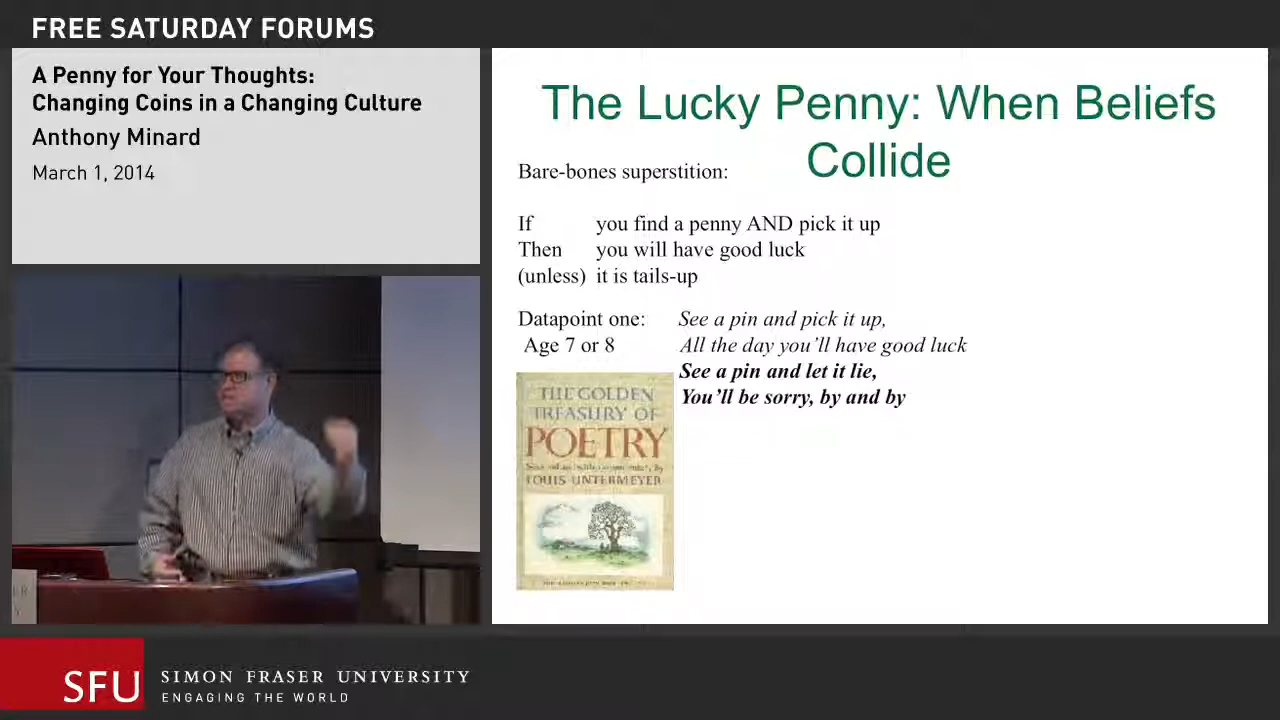 FREE SATURDAY FORUMS
A Penny for Your Thoughts:
Changing Coins in a Changing Culture
Anthony Minard
March 1, 2014
The Lucky Penny: When Beliefs
Collide
Bare-bones superstition:
If you find a penny AND pick it up
Then you will have good luck
(unless) it is tails-up
Datapoint one: See a pin and pick it up,
Age 7 or 8 All the day you'll have good luck
See a pin and let it lie,
You'll be sorry, by and by
THE GOLDEN
TREASURY OF
POETRY
LOUIS UNTERMEYER
SFU SIMON FRASER UNIVERSITY
ENGAGING THE WORLD